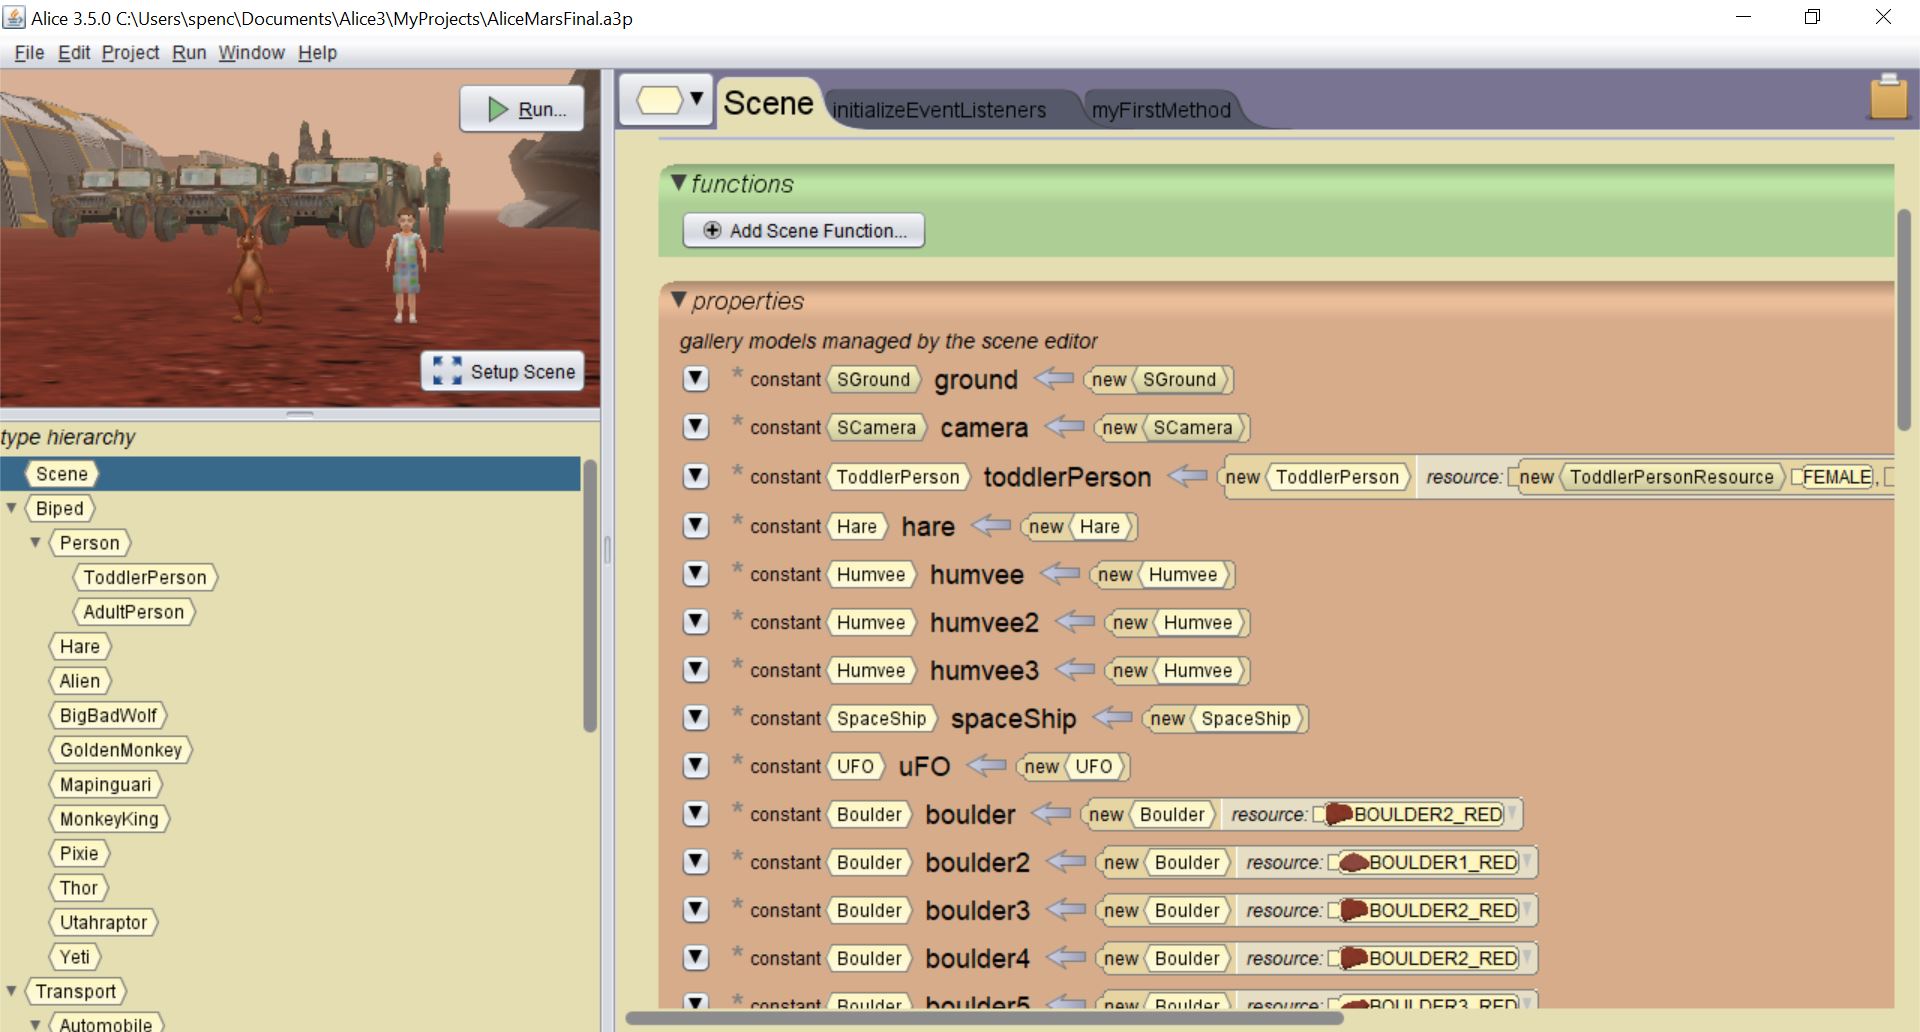 Alice 3.5.0 C:\Users\spenc\Documents\Alice3\MyProjects\AliceMarsFinal.a3p
File Edit Project Run Window Help
Run...
Setup Scene
type hierarchy
Scene
Biped
Person
ToddlerPerson
AdultPerson
Hare
Alien
BigBadWolf
GoldenMonkey
Mapinguari
MonkeyKing
Pixie
Thor
Utahraptor
Yeti
Transport
Automobile
Scene initializeEventListeners myFirstMethod
functions
Add Scene Function...
properties
gallery models managed by the scene editor
* constant SGround ground new SGround
* constant SCamera camera new SCamera
* constant ToddlerPerson toddlerPerson new ToddlerPerson resource: new ToddlerPersonResource FEMALE,
* constant Hare hare new Hare
* constant Humvee humvee new Humvee
* constant Humvee humvee2 new Humvee
* constant Humvee humvee3 new Humvee
* constant SpaceShip spaceShip new SpaceShip
* constant UFO uFO new UFO
* constant Boulder boulder new Boulder resource: BOULDER2_RED
* constant Boulder boulder2 new Boulder resource: BOULDER1_RED
* constant Boulder boulder3 new Boulder resource: BOULDER2_RED
* constant Boulder boulder4 new Boulder resource: BOULDER2_RED
* constant Boulder boulder5 new Boulder resource: BOULDER3_RED